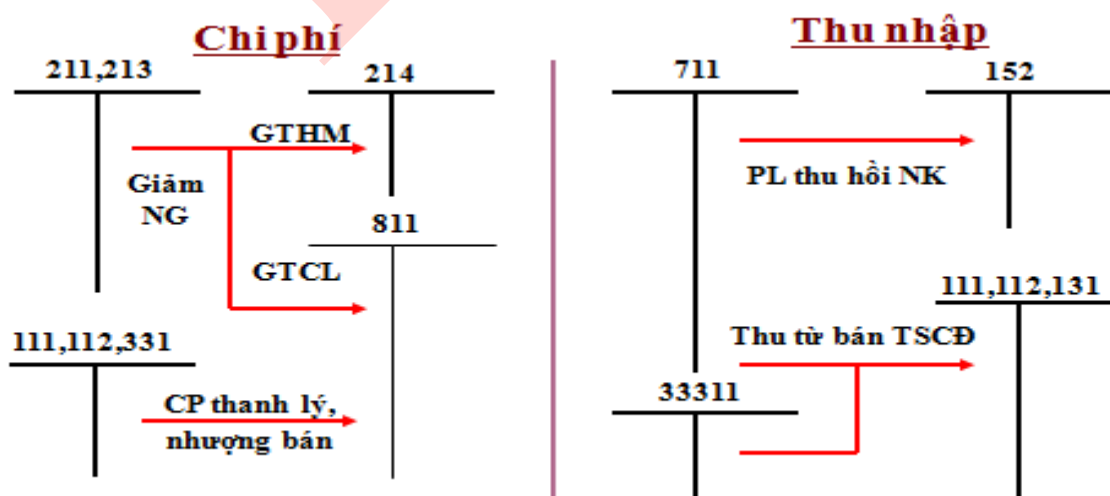 Chi phí
211,213
214
GTHM
Giảm
NG
811
GTCL
111,112,331
CP thanh lý,
nhượng bán
Thu nhập
711
152
PL thu hồi NK
111,112,131
Thu từ bán TSCĐ
33311